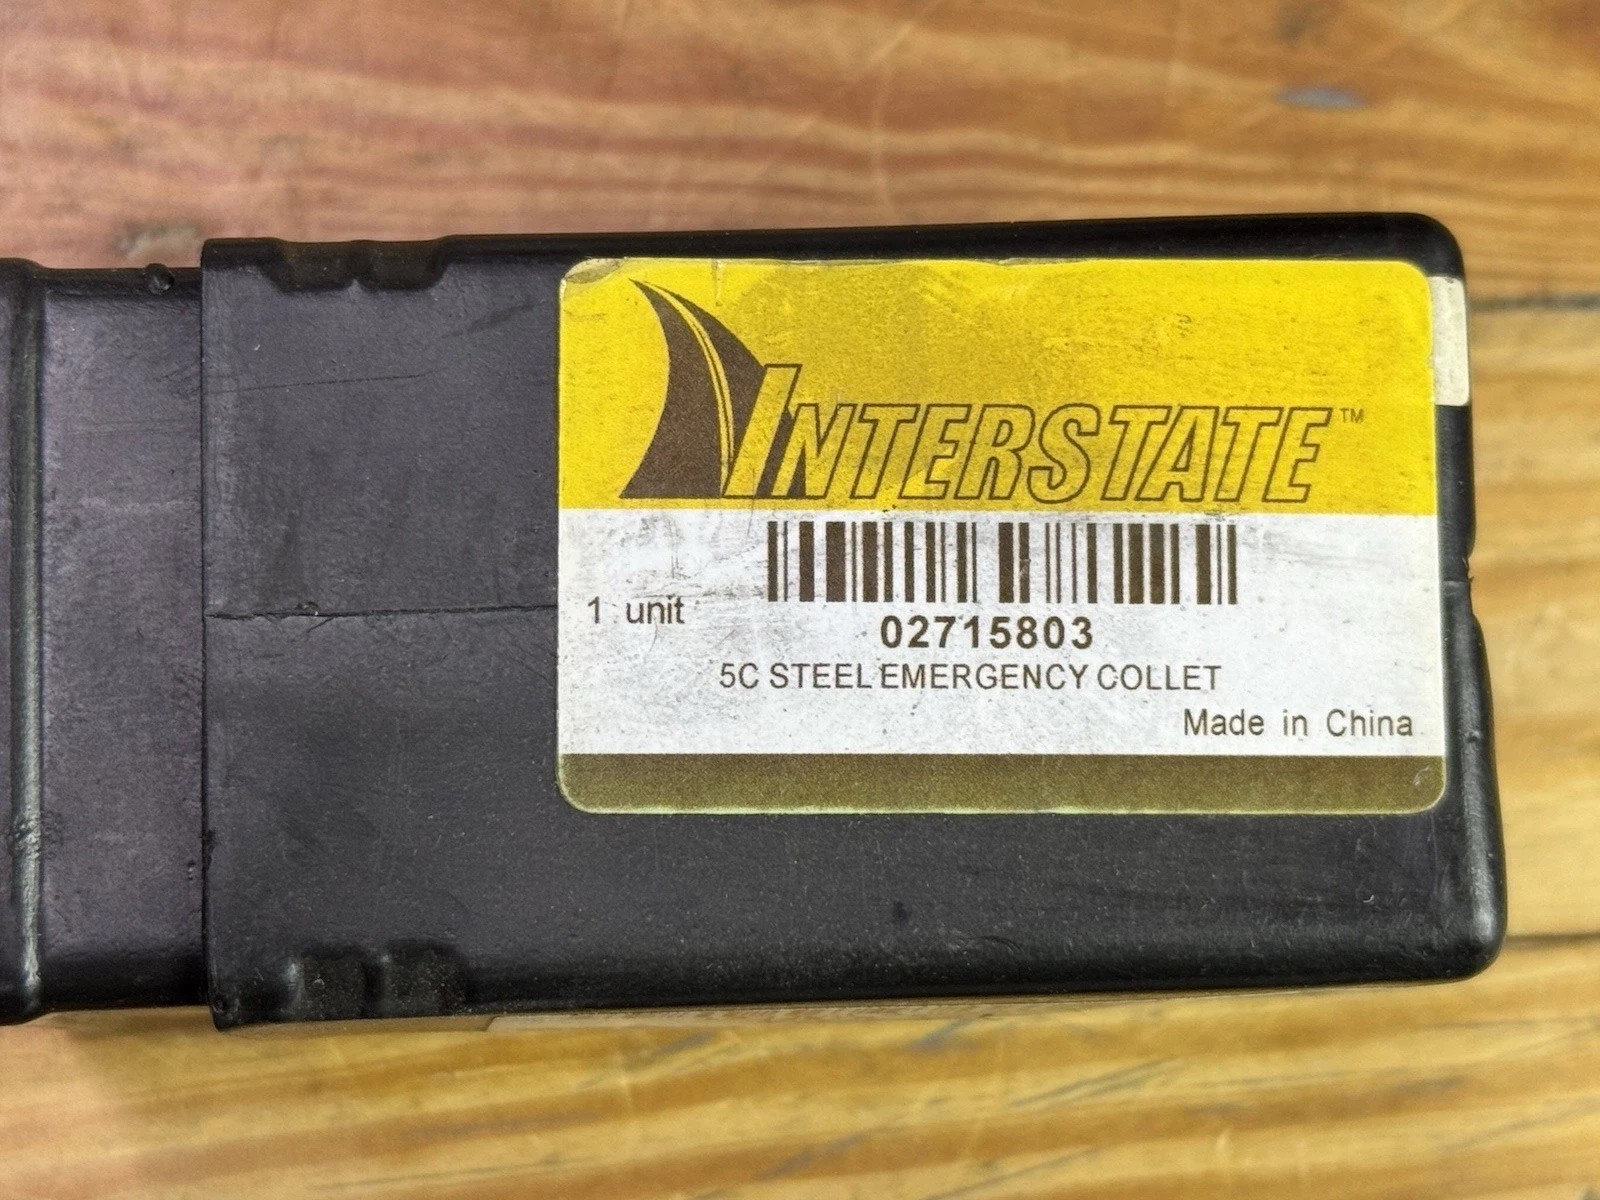 INTERSTATE™
1 unit
02715803
5C STEEL EMERGENCY COLLET
Made in China